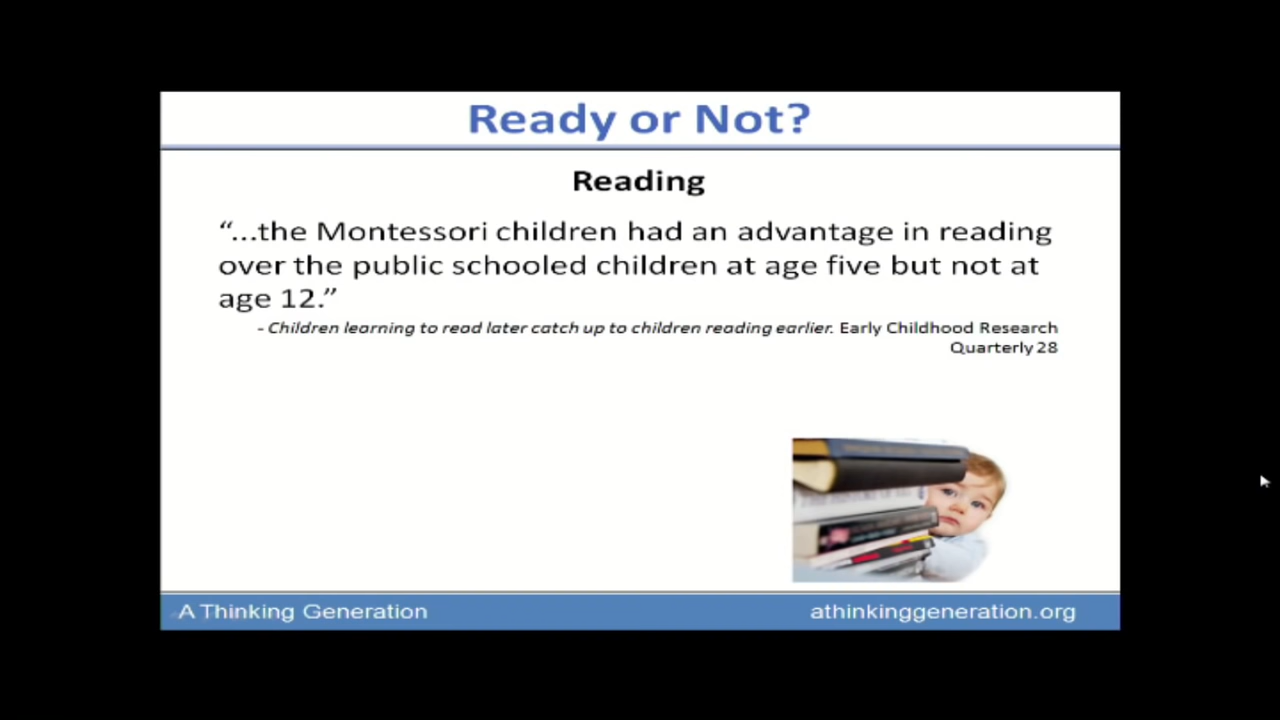 Ready or Not?
Reading
“...the Montessori children had an advantage in reading
over the public schooled children at age five but not at
age 12.”
- Children learning to read later catch up to children reading earlier. Early Childhood Research
Quarterly 28
A Thinking Generation
athinkinggeneration.org